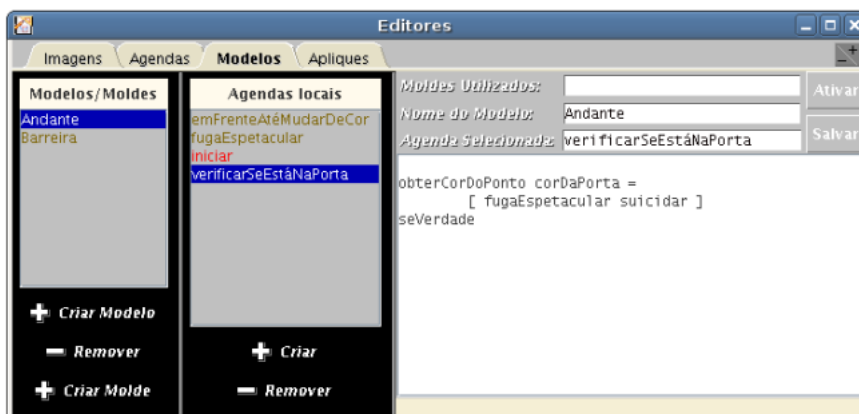 Editores
Imagens Agendas Modelos Apliques
Modelos/Moldes
Andante
Barreira
Criar Modelo
Remover
Criar Molde
Agendas locais
emFrenteAtéMudarDeCor
fugaEspetacular
iniciar
verificarSeEstáNaPorta
Criar
Remover
Moldes Utilizados:
Nome do Modelo: Andante
Agenda Selecionada: verificarSeEstáNaPorta
Ativar
Salvar
obterCorDoPonto corDaPorta =
[ fugaEspetacular suicidar ]
seVerdade